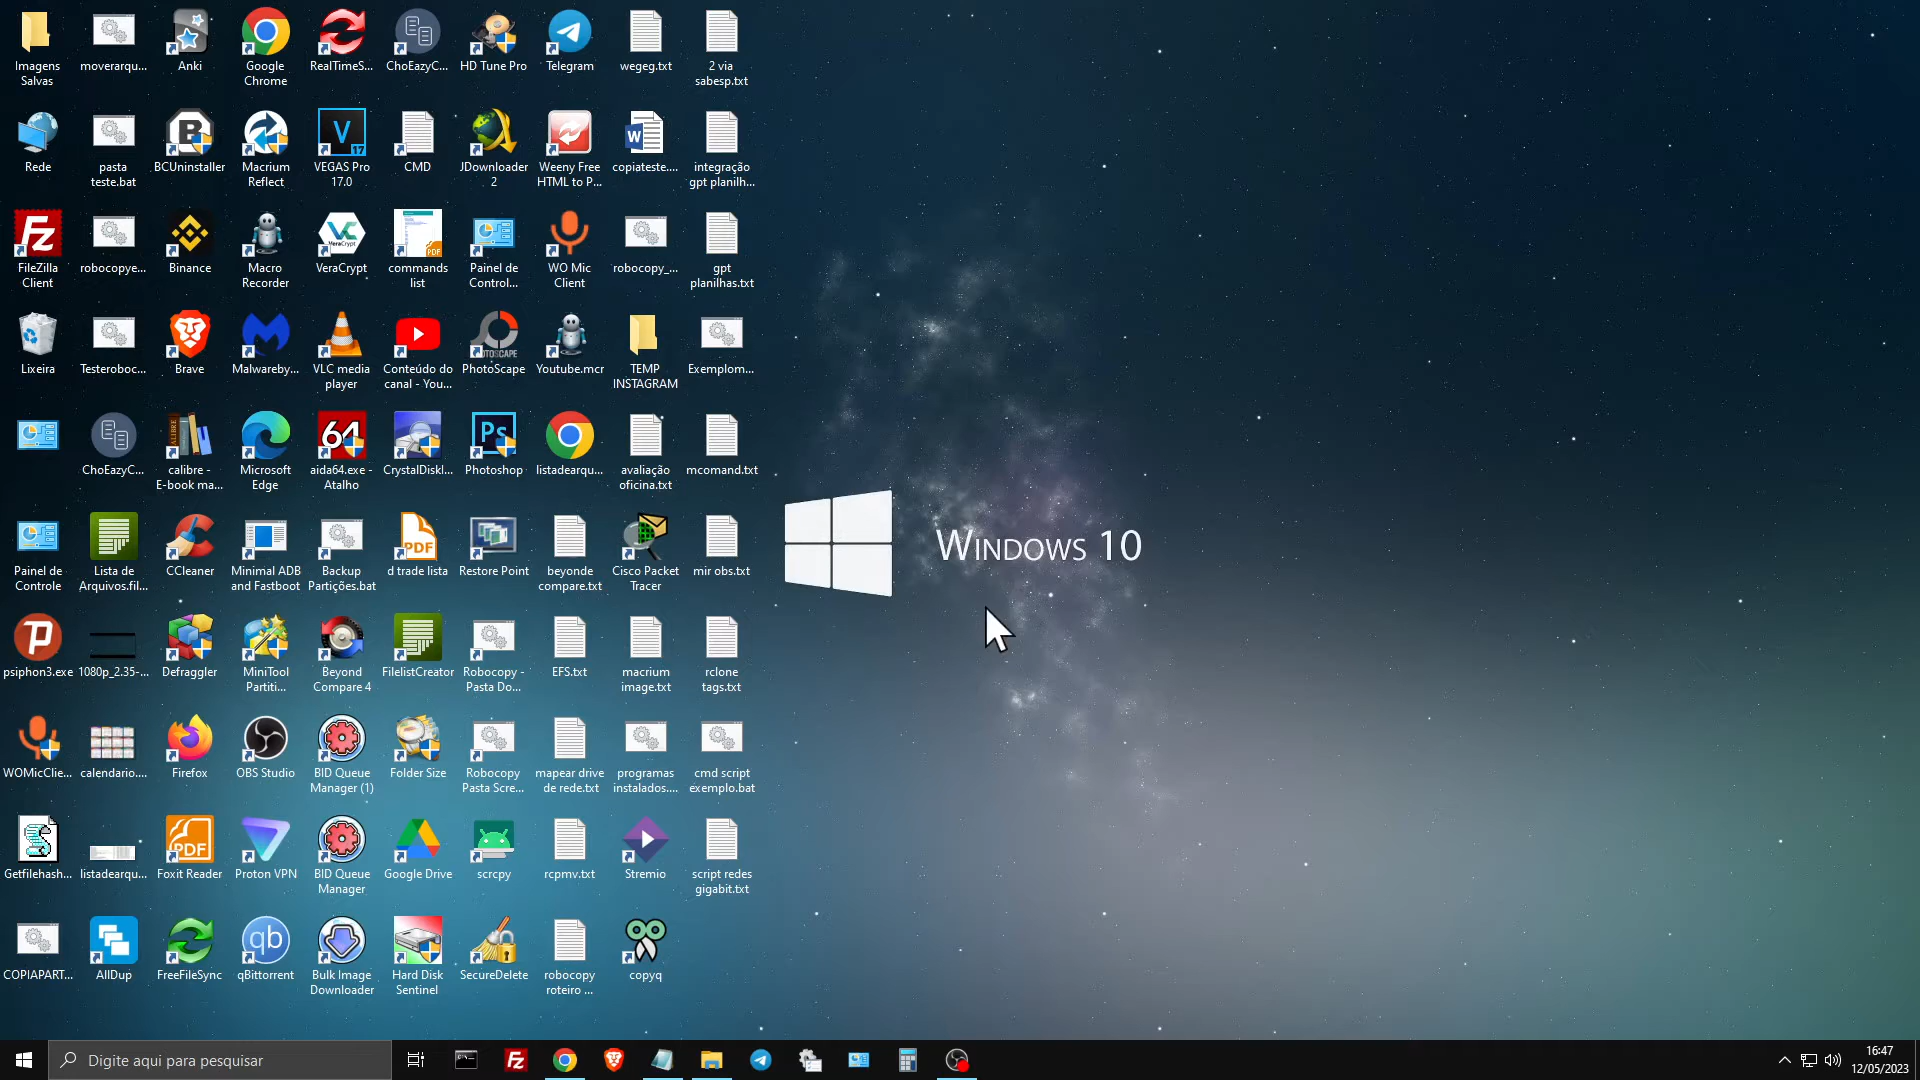 Imagens
Salvas
moverarqu...
Anki
Google
Chrome
RealTimeS...
ChoEazyC...
HD Tune Pro
Telegram
wegeg.txt
2 via
sabesp.txt
Rede
pasta
teste.bat
BCUninstaller
Macrium
Reflect
VEGAS Pro
17.0
CMD
JDownloader
2
Weeny Free
HTML to P...
copiateste....
integração
gpt planilh...
FileZilla
Client
robocopye...
Binance
Macro
Recorder
VeraCrypt
commands
list
Painel de
Control...
WO Mic
Client
robocopy_...
gpt
planilhas.txt
Lixeira
Testeroboc...
Brave
Malwareby...
VLC media
player
Conteúdo do
canal - You...
PhotoScape
Youtube.mcr
TEMP
INSTAGRAM
Exemplom...
ChoEazyC...
calibre -
E-book ma...
Microsoft
Edge
aida64.exe -
Atalho
CrystalDiskI...
Photoshop
listadearqu...
avaliação
oficina.txt
mcomand.txt
Windows 10
Painel de
Controle
Lista de
Arquivos.fil...
CCleaner
Minimal ADB
and Fastboot
Backup
Partições.bat
d trade lista
Restore Point
beyonde
compare.txt
Cisco Packet
Tracer
mir obs.txt
psiphon3.exe
1080p_2.35-...
Defraggler
MiniTool
Partiti...
Beyond
Compare 4
FilelistCreator
Robocopy -
Pasta Do...
EFS.txt
macrium
image.txt
rclone
tags.txt
WOMicClie...
calendario....
Firefox
OBS Studio
BID Queue
Manager (1)
Folder Size
Robocopy
Pasta Scre...
mapear drive
de rede.txt
programas
instalados....
cmd script
exemplo.bat
Getfilehash...
listadearqu...
Foxit Reader
Proton VPN
BID Queue
Manager
Google Drive
scrcpy
rcpmv.txt
Stremio
script redes
gigabit.txt
COPIAPART...
AllDup
FreeFileSync
qBittorrent
Bulk Image
Downloader
Hard Disk
Sentinel
SecureDelete
robocopy
roteiro ...
copyq
Digite aqui para pesquisar
16:47
12/05/2023